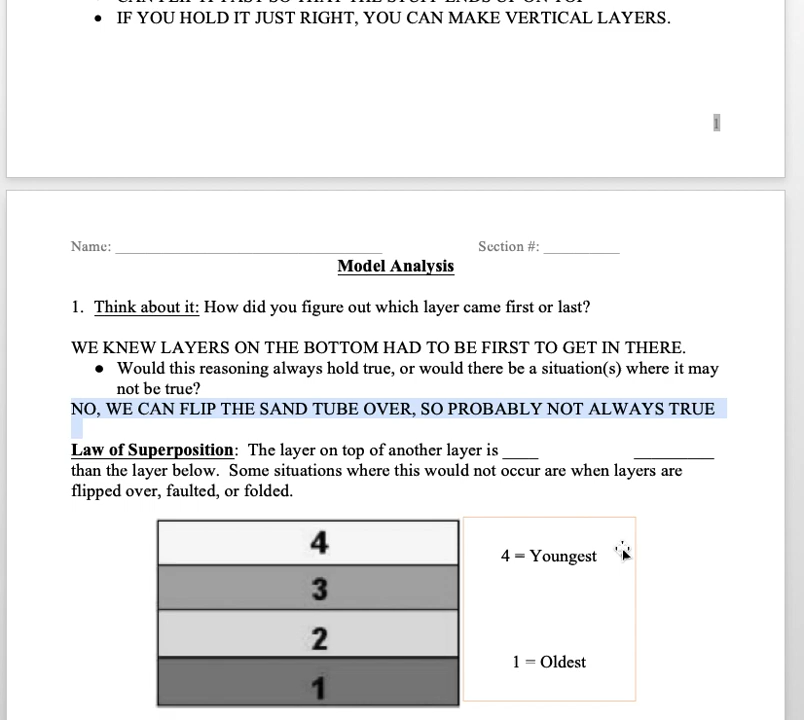 • IF YOU HOLD IT JUST RIGHT, YOU CAN MAKE VERTICAL LAYERS.
1
Name: ______________________________ Section #: __________
Model Analysis
1. Think about it: How did you figure out which layer came first or last?
WE KNEW LAYERS ON THE BOTTOM HAD TO BE FIRST TO GET IN THERE.
• Would this reasoning always hold true, or would there be a situation(s) where it may
not be true?
NO, WE CAN FLIP THE SAND TUBE OVER, SO PROBABLY NOT ALWAYS TRUE
Law of Superposition: The layer on top of another layer is ____ _________
than the layer below. Some situations where this would not occur are when layers are
flipped over, faulted, or folded.
4
4 = Youngest
3
2
1 = Oldest
1